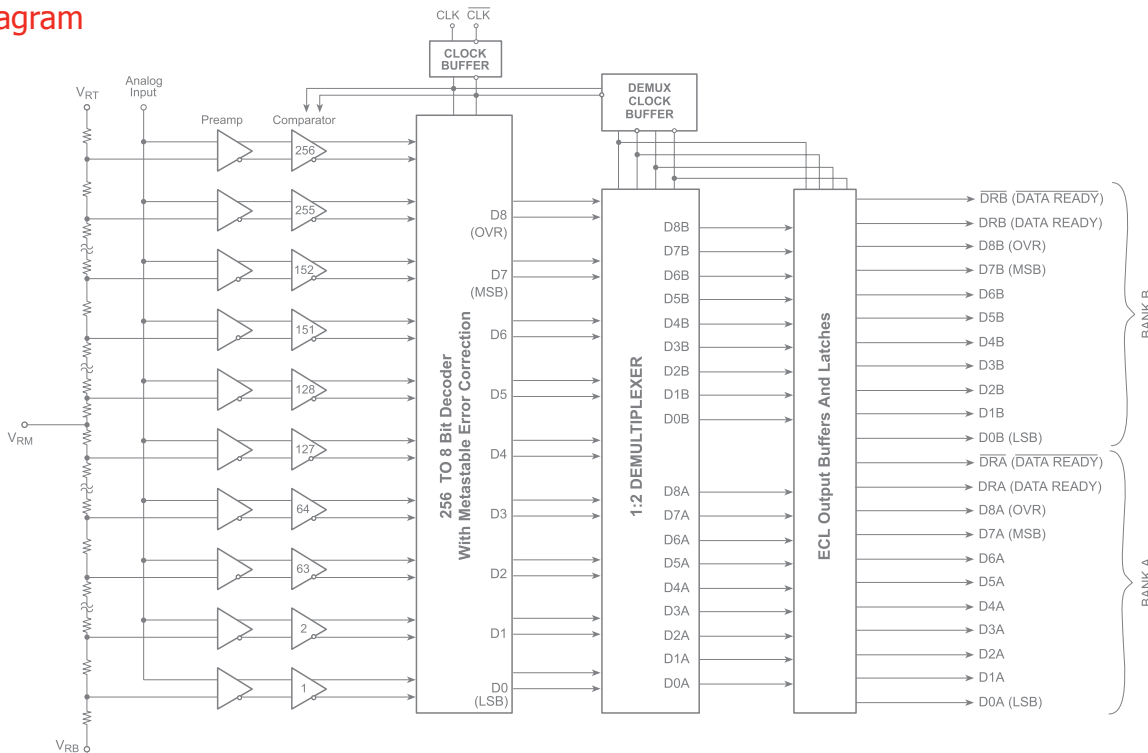 agram
CLK CLK
CLOCK
BUFFER
Analog
Input
VRT
DEMUX
CLOCK
BUFFER
Preamp
Comparator
256
255
152
151
128
127
64
63
2
1
VRM
VRB
256 TO 8 Bit Decoder
With Metastable Error Correction
D8
(OVR)
D7
(MSB)
D6
D5
D4
D3
D2
D1
D0
(LSB)
1:2 DEMULTIPLEXER
D8B
D7B
D6B
D5B
D4B
D3B
D2B
D1B
D0B
D8A
D7A
D6A
D5A
D4A
D3A
D2A
D1A
D0A
ECL Output Buffers And Latches
DRB (DATA READY)
DRB (DATA READY)
D8B (OVR)
D7B (MSB)
D6B
D5B
D4B
D3B
D2B
D1B
D0B (LSB)
DRA (DATA READY)
DRA (DATA READY)
D8A (OVR)
D7A (MSB)
D6A
D5A
D4A
D3A
D2A
D1A
D0A (LSB)
BANK B
BANK A